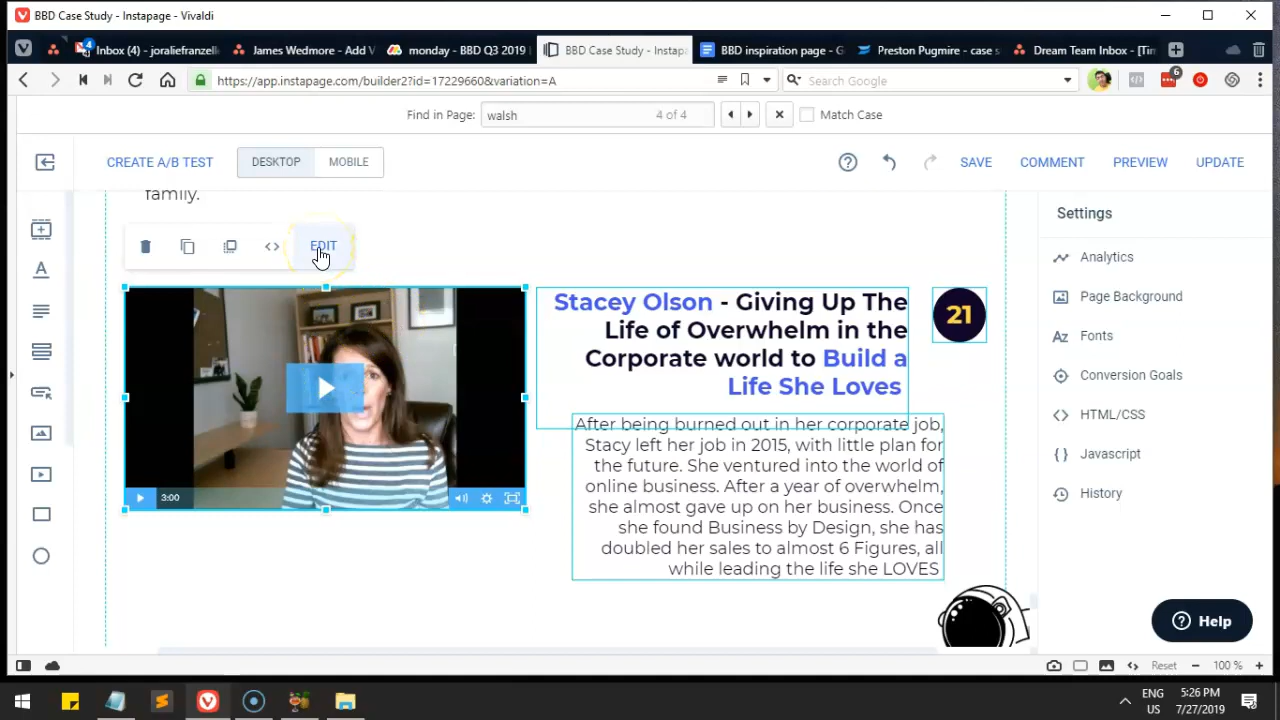 BBD Case Study - Instapage - Vivaldi
4
Inbox (4) - joraliefranzell
James Wedmore - Add V
monday - BBD Q3 2019
BBD Case Study - Instap
BBD inspiration page - G
Preston Pugmire - case s
Dream Team Inbox - [Tim
https://app.instapage.com/builder2?id=17229660&variation=A
Search Google
6
Find in Page:
walsh
4 of 4
Match Case
CREATE A/B TEST
DESKTOP
MOBILE
SAVE
COMMENT
PREVIEW
UPDATE
family.
EDIT
Settings
Analytics
Page Background
Fonts
Conversion Goals
HTML/CSS
Javascript
History
Stacey Olson - Giving Up The
Life of Overwhelm in the
Corporate world to Build a
Life She Loves
21
After being burned out in her corporate job,
Stacy left her job in 2015, with little plan for
the future. She ventured into the world of
online business. After a year of overwhelm,
she almost gave up on her business. Once
she found Business by Design, she has
doubled her sales to almost 6 Figures, all
while leading the life she LOVES
3:00
Help
Reset
100 %
ENG
US
5:26 PM
7/27/2019